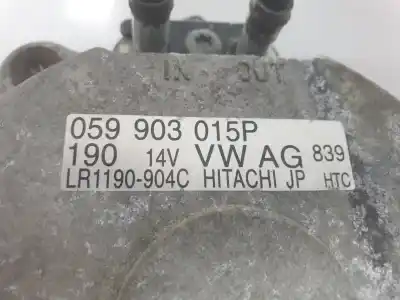 IN OUT
059 903 015P
190 14V VW AG 839
LR1190-904C HITACHI JP HTC